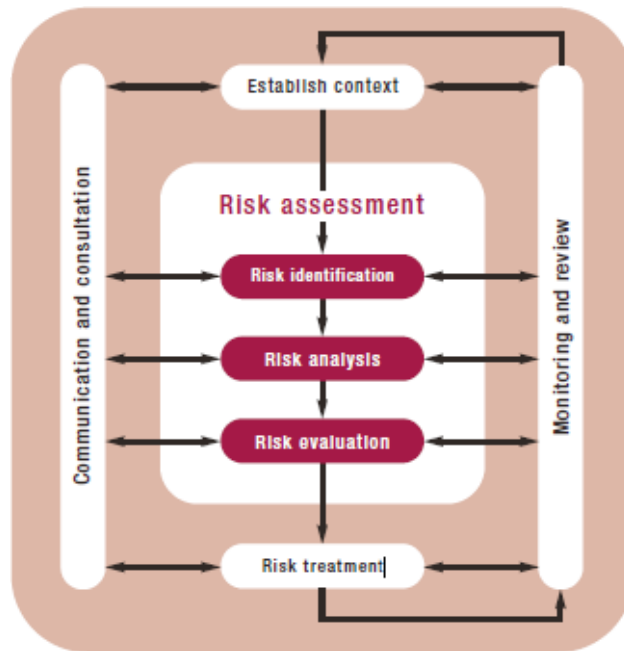 Establish context
Communication and consultation
Risk assessment
Risk identification
Risk analysis
Risk evaluation
Monitoring and review
Risk treatment